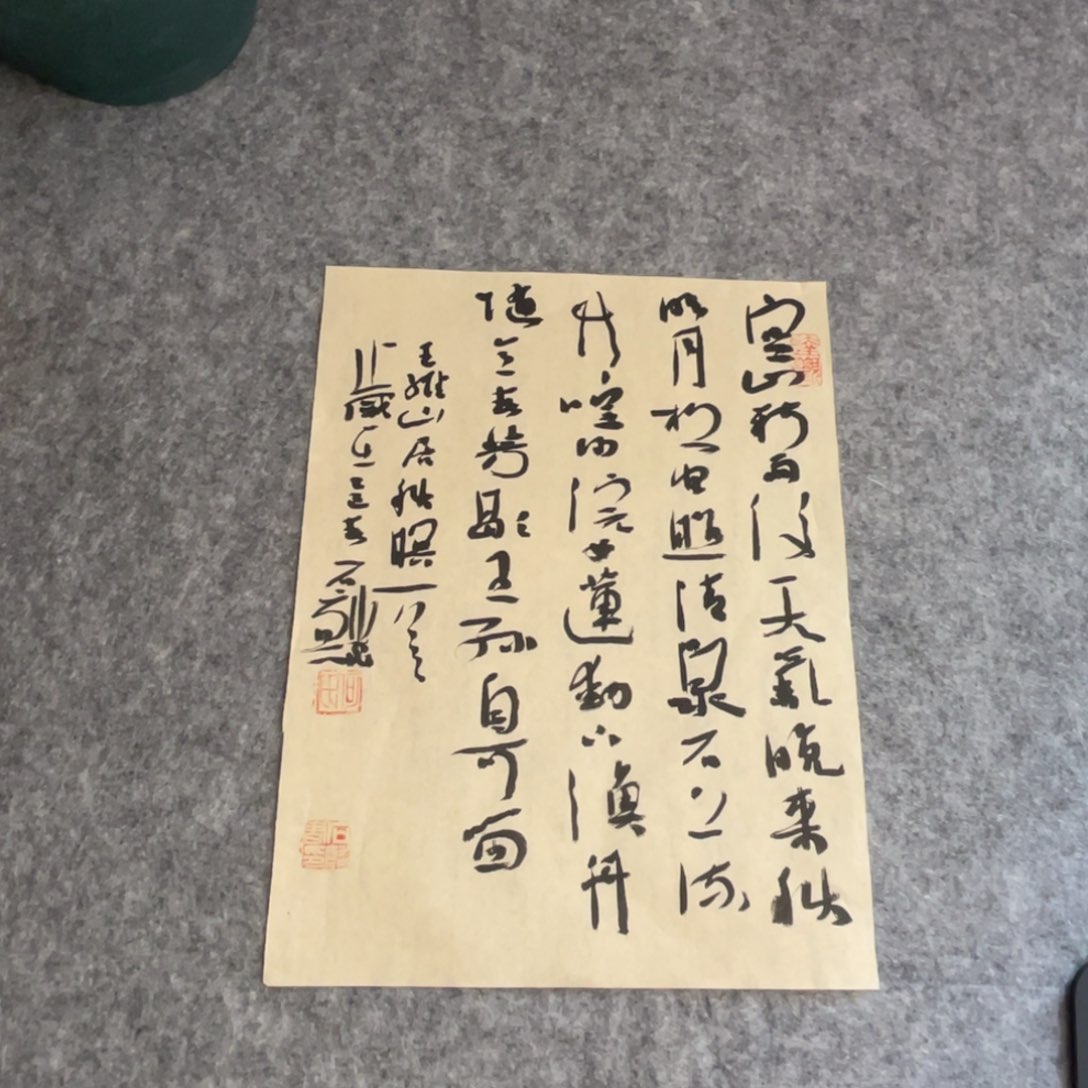 空山新雨後天氣晚來秋
明月松間照清泉石上流
竹喧歸浣女蓮動下漁舟
隨意春芳歇王孫自可留
王維山居秋暝一首